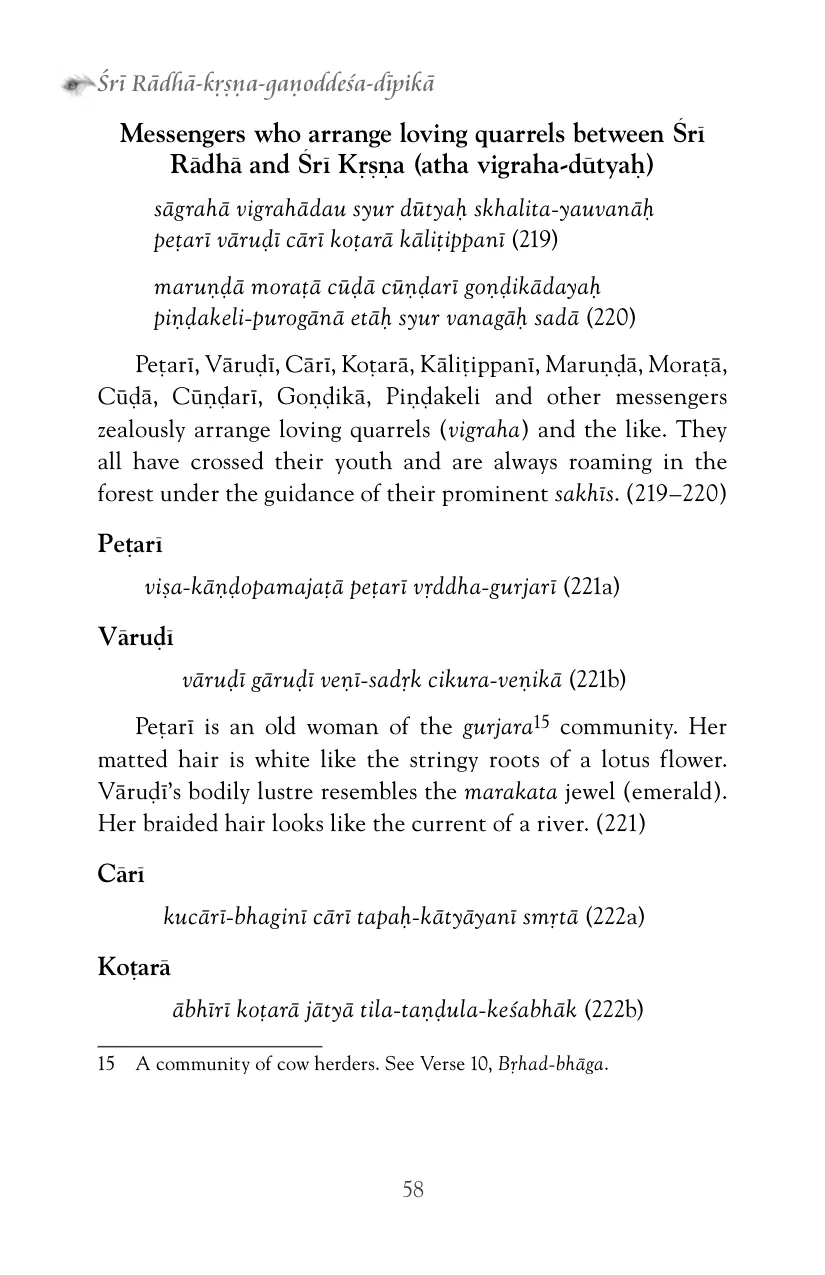 Śrī Rādhā-kṛṣṇa-gaṇoddeśa-dīpikā
Messengers who arrange loving quarrels between Śrī
Rādhā and Śrī Kṛṣṇa (atha vigraha-dūtyaḥ)
sāgrahā vigrahādau syur dūtyaḥ skhalita-yauvanāḥ
peṭarī vāruḍī cārī koṭarā kāliṭippanī (219)
maruṇḍā moraṭā cūḍā cūṇḍarī goṇḍikādayaḥ
piṇḍakeli-purogānā etāḥ syur vanagāḥ sadā (220)
Peṭarī, Vāruḍī, Cārī, Koṭarā, Kāliṭippanī, Maruṇḍā, Moraṭā,
Cūḍā, Cūṇḍarī, Goṇḍikā, Piṇḍakeli and other messengers
zealously arrange loving quarrels (vigraha) and the like. They
all have crossed their youth and are always roaming in the
forest under the guidance of their prominent sakhīs. (219–220)
Peṭarī
viṣa-kāṇḍopamajaṭā peṭarī vṛddha-gurjarī (221a)
Vāruḍī
vāruḍī gāruḍī veṇī-sadṛk cikura-veṇikā (221b)
Peṭarī is an old woman of the gurjara15 community. Her
matted hair is white like the stringy roots of a lotus flower.
Vāruḍī’s bodily lustre resembles the marakata jewel (emerald).
Her braided hair looks like the current of a river. (221)
Cārī
kucārī-bhaginī cārī tapaḥ-kātyāyanī smṛtā (222a)
Koṭarā
ābhīrī koṭarā jātyā tila-taṇḍula-keśabhāk (222b)
15 A community of cow herders. See Verse 10, Bṛhad-bhāga.
58